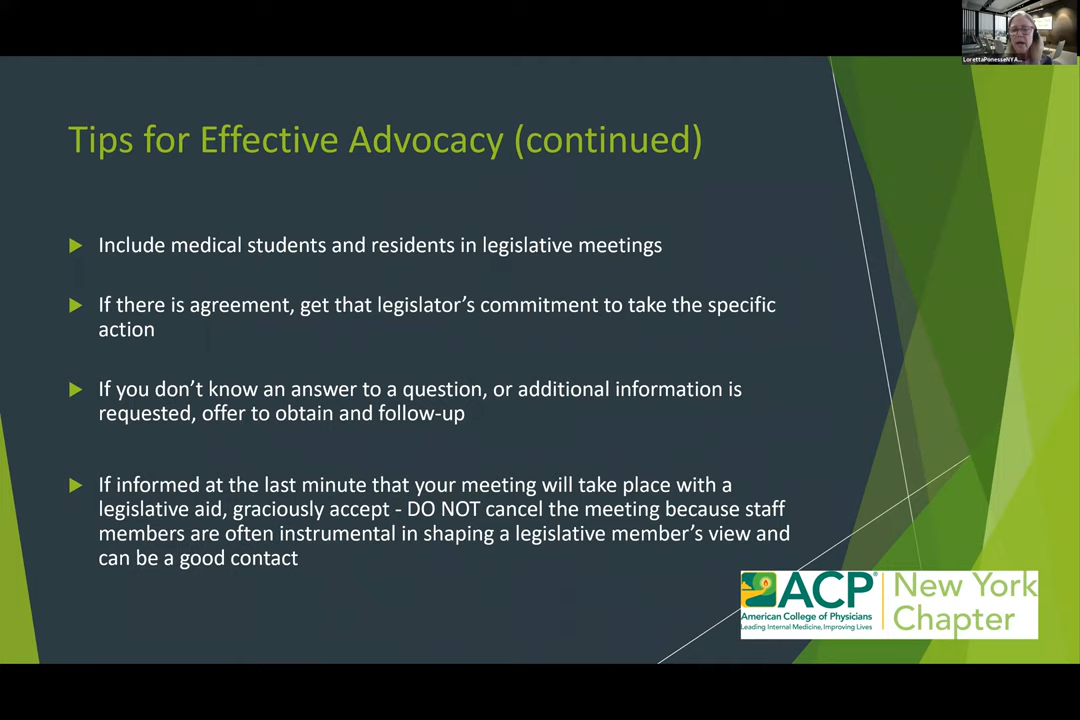 LorettaPonesseNYA...
Tips for Effective Advocacy (continued)
Include medical students and residents in legislative meetings
If there is agreement, get that legislator's commitment to take the specific
action
If you don't know an answer to a question, or additional information is
requested, offer to obtain and follow-up
If informed at the last minute that your meeting will take place with a
legislative aid, graciously accept - DO NOT cancel the meeting because staff
members are often instrumental in shaping a legislative member's view and
can be a good contact
ACP®
American College of Physicians
Leading Internal Medicine, Improving Lives
New York
Chapter